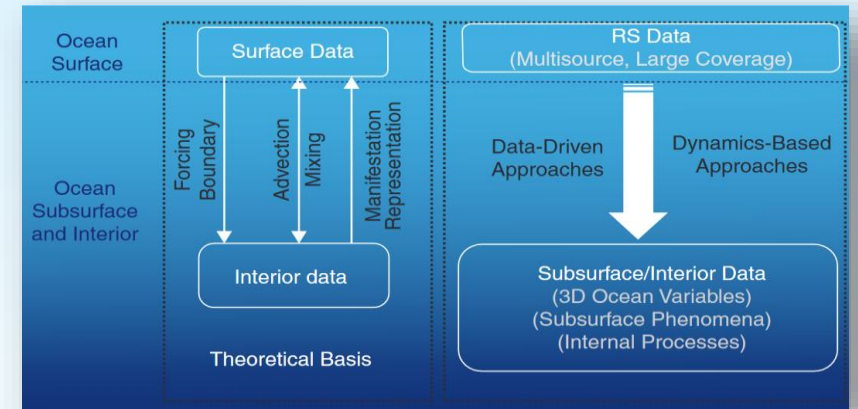 Ocean
Surface
Ocean
Subsurface
and Interior
Surface Data
Forcing
Boundary
Advection
Mixing
Manifestation
Representation
Interior data
Theoretical Basis
RS Data
(Multisource, Large Coverage)
Data-Driven
Approaches
Dynamics-Based
Approaches
Subsurface/Interior Data
(3D Ocean Variables)
(Subsurface Phenomena)
(Internal Processes)